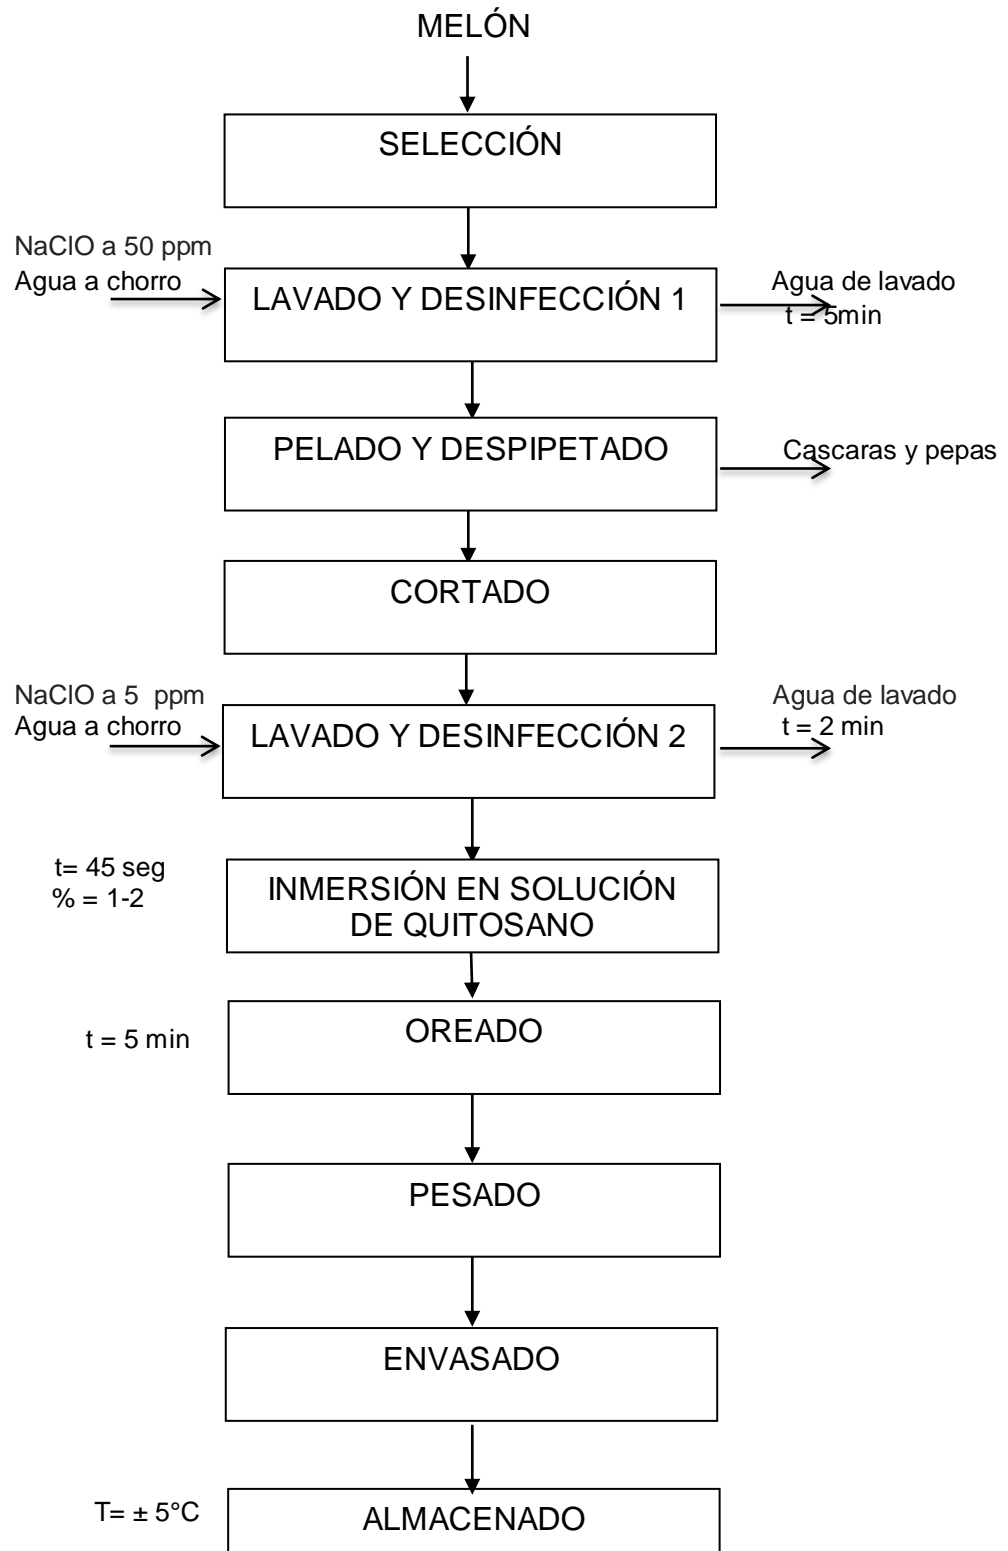 MELÓN
SELECCIÓN
NaClO a 50 ppm
Agua a chorro
LAVADO Y DESINFECCIÓN 1
Agua de lavado
t = 5min
PELADO Y DESPIPETADO
Cascaras y pepas
CORTADO
NaClO a 5 ppm
Agua a chorro
LAVADO Y DESINFECCIÓN 2
Agua de lavado
t = 2 min
t= 45 seg
% = 1-2
INMERSIÓN EN SOLUCIÓN
DE QUITOSANO
t = 5 min
OREADO
PESADO
ENVASADO
T= ± 5°C
ALMACENADO